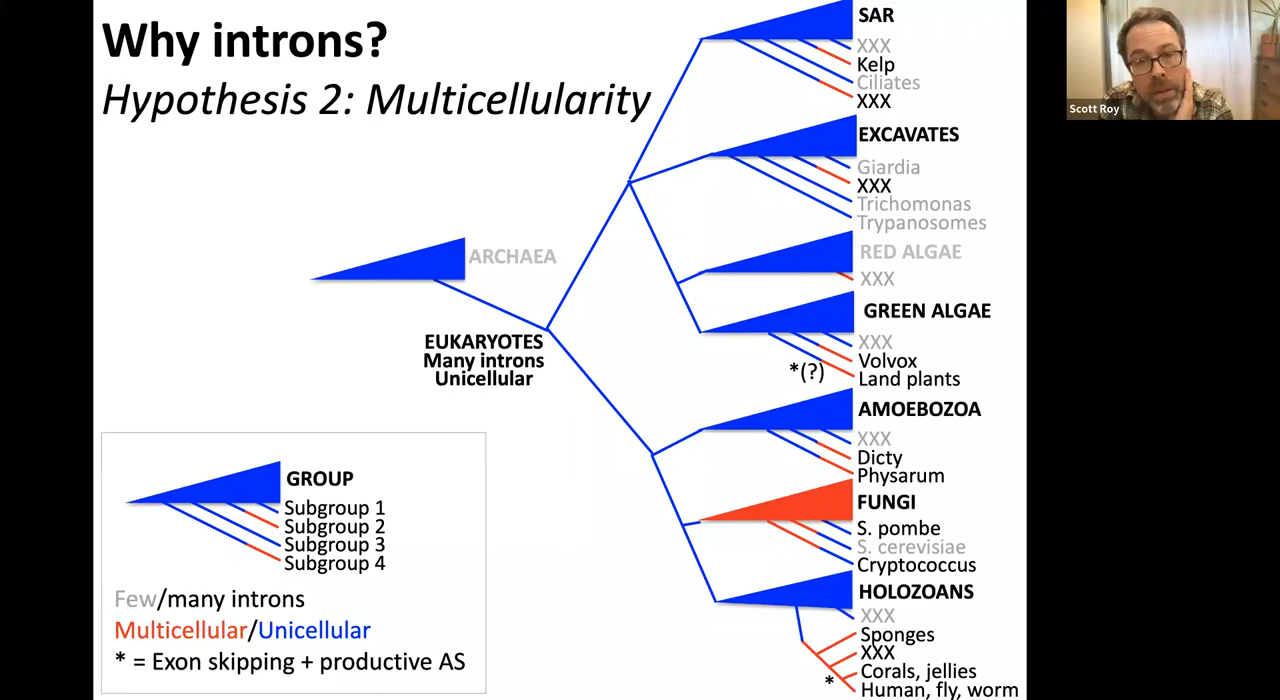 Why introns?
Hypothesis 2: Multicellularity
SAR
XXX
Kelp
Ciliates
XXX
EXCAVATES
Giardia
XXX
Trichomonas
Trypanosomes
ARCHAEA
RED ALGAE
XXX
GREEN ALGAE
XXX
Volvox
*(?)
Land plants
EUKARYOTES
Many introns
Unicellular
AMOEBOZOA
XXX
Dicty
Physarum
FUNGI
S. pombe
S. cerevisiae
Cryptococcus
HOLOZOANS
XXX
Sponges
XXX
Corals, jellies
*
Human, fly, worm
GROUP
Subgroup 1
Subgroup 2
Subgroup 3
Subgroup 4
Few/many introns
Multicellular/Unicellular
* = Exon skipping + productive AS
Scott Roy